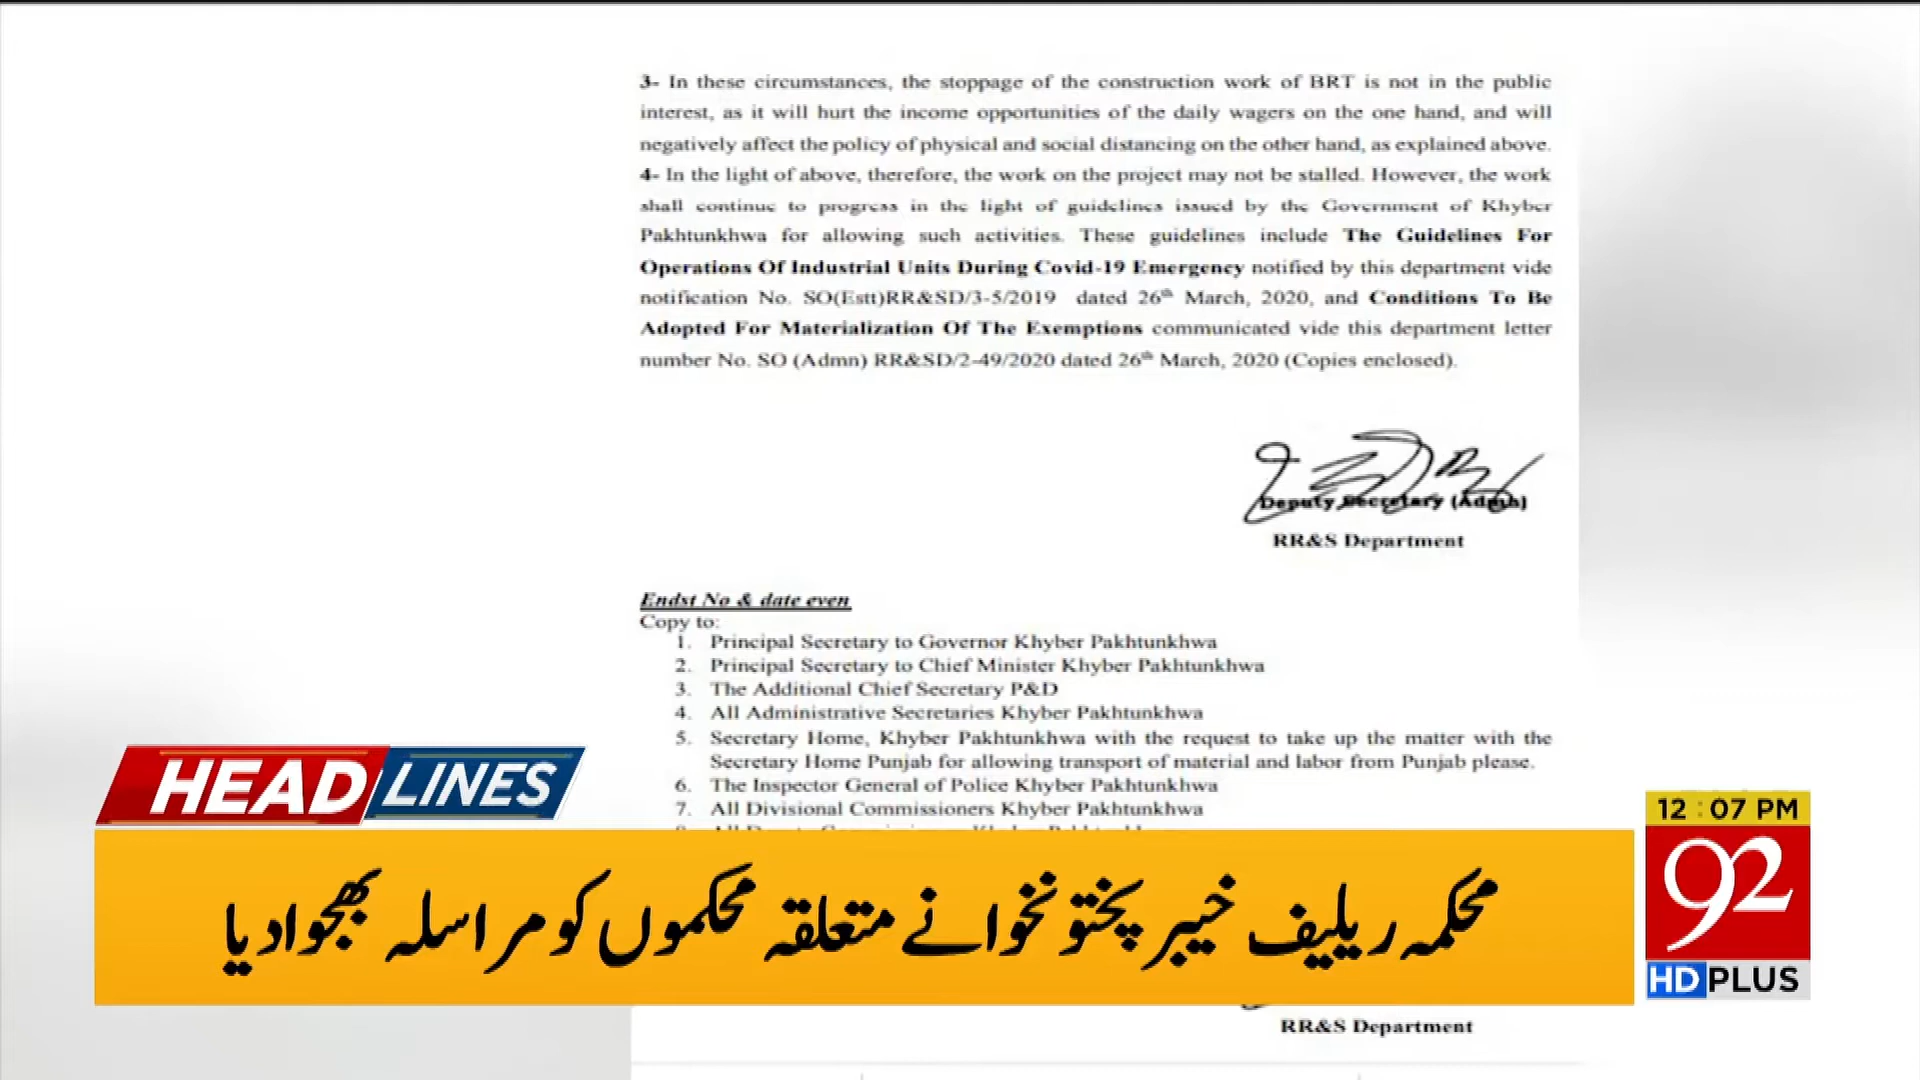 3- In these circumstances, the stoppage of the construction work of BRT is not in the public
interest, as it will hurt the income opportunities of the daily wagers on the one hand, and will
negatively affect the policy of physical and social distancing on the other hand, as explained above.
4- In the light of above, therefore, the work on the project may not be stalled. However, the work
shall continue to progress in the light of guidelines issued by the Government of Khyber
Pakhtunkhwa for allowing such activities. These guidelines include The Guidelines For
Operations Of Industrial Units During Covid-19 Emergency notified by this department vide
notification No. SO(Estt)RR&SD/3-5/2019 dated 26th March, 2020, and Conditions To Be
Adopted For Materialization Of The Exemptions communicated vide this department letter
number No. SO (Admn) RR&SD/2-49/2020 dated 26th March, 2020 (Copies enclosed).
Deputy Secretary (Admn)
RR&S Department
Endst No & date even
Copy to:
1. Principal Secretary to Governor Khyber Pakhtunkhwa
2. Principal Secretary to Chief Minister Khyber Pakhtunkhwa
3. The Additional Chief Secretary P&D
4. All Administrative Secretaries Khyber Pakhtunkhwa
5. Secretary Home, Khyber Pakhtunkhwa with the request to take up the matter with the
Secretary Home Punjab for allowing transport of material and labor from Punjab please.
6. The Inspector General of Police Khyber Pakhtunkhwa
7. All Divisional Commissioners Khyber Pakhtunkhwa
HEADLINES
12:07 PM
92
HD PLUS
محکمہ ریلیف خیبر پختونخوا نے متعلقہ محکموں کو مراسلہ بھجوا دیا
RR&S Department